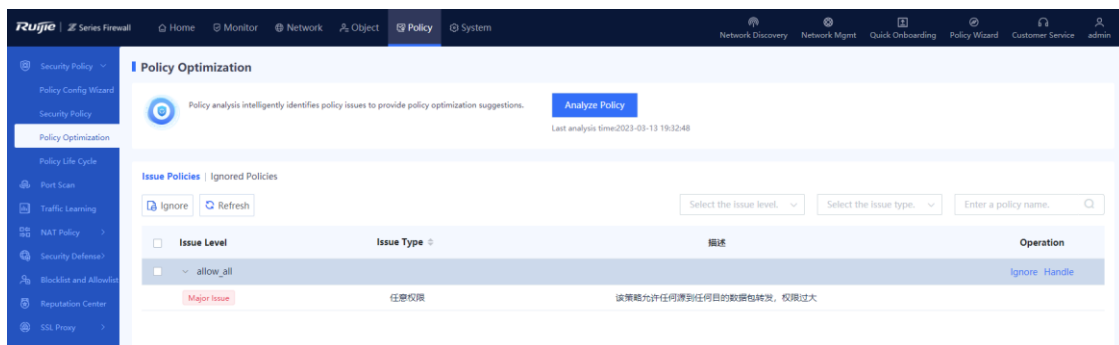 Ruijie | Z Series Firewall
Home Monitor Network Object Policy System
Network Discovery Network Mgmt Quick Onboarding Policy Wizard Customer Service admin
Security Policy
Policy Config Wizard
Security Policy
Policy Optimization
Policy Life Cycle
Port Scan
Traffic Learning
NAT Policy
Security Defense
Blocklist and Allowlist
Reputation Center
SSL Proxy
Policy Optimization
Policy analysis intelligently identifies policy issues to provide policy optimization suggestions.
Analyze Policy
Last analysis time:2023-03-13 19:32:48
Issue Policies | Ignored Policies
Ignore Refresh
Select the issue level. Select the issue type. Enter a policy name.
Issue Level Issue Type 描述 Operation
allow_all Ignore Handle
Major Issue 任意权限 该策略允许任何源到任何目的数据包转发，权限过大